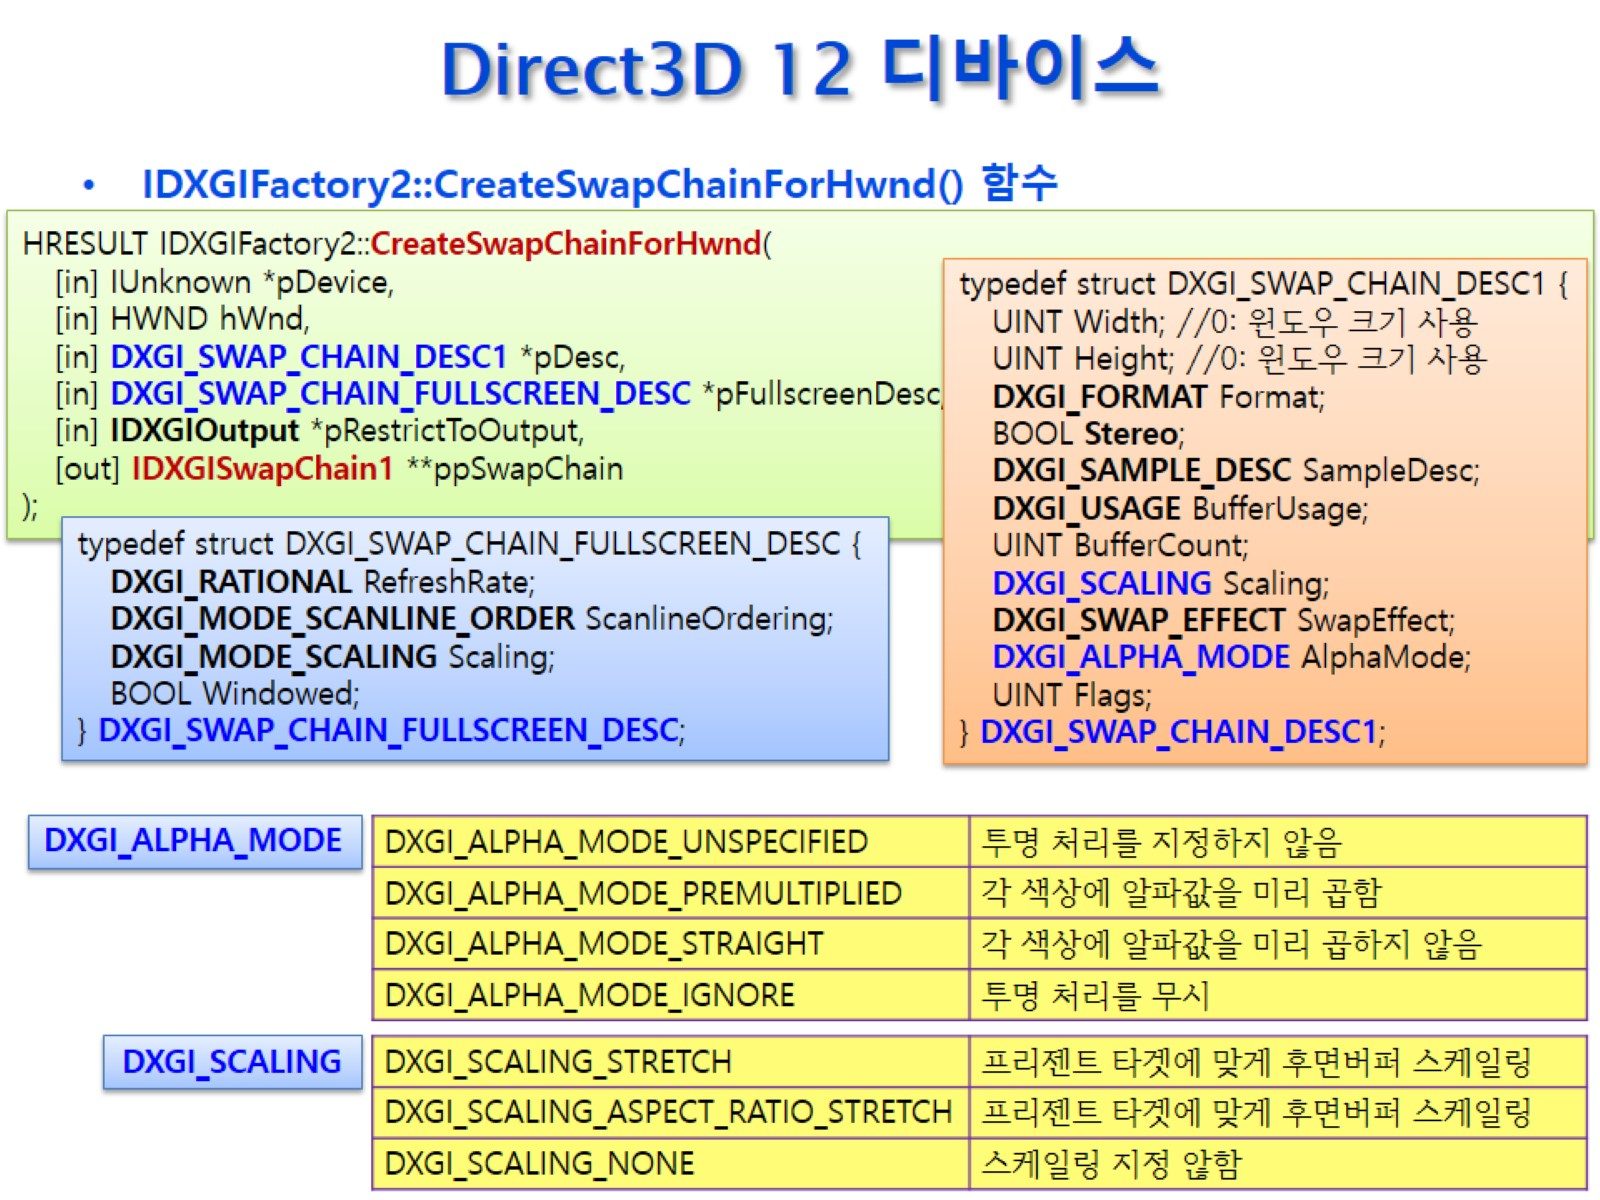 Direct3D 12 디바이스
• IDXGIFactory2::CreateSwapChainForHwnd() 함수
HRESULT IDXGIFactory2::CreateSwapChainForHwnd(
[in] IUnknown *pDevice,
[in] HWND hWnd,
[in] DXGI_SWAP_CHAIN_DESC1 *pDesc,
[in] DXGI_SWAP_CHAIN_FULLSCREEN_DESC *pFullscreenDesc,
[in] IDXGIOutput *pRestrictToOutput,
[out] IDXGISwapChain1 **ppSwapChain
);
typedef struct DXGI_SWAP_CHAIN_DESC1 {
UINT Width; //0: 윈도우 크기 사용
UINT Height; //0: 윈도우 크기 사용
DXGI_FORMAT Format;
BOOL Stereo;
DXGI_SAMPLE_DESC SampleDesc;
DXGI_USAGE BufferUsage;
UINT BufferCount;
DXGI_SCALING Scaling;
DXGI_SWAP_EFFECT SwapEffect;
DXGI_ALPHA_MODE AlphaMode;
UINT Flags;
} DXGI_SWAP_CHAIN_DESC1;
typedef struct DXGI_SWAP_CHAIN_FULLSCREEN_DESC {
DXGI_RATIONAL RefreshRate;
DXGI_MODE_SCANLINE_ORDER ScanlineOrdering;
DXGI_MODE_SCALING Scaling;
BOOL Windowed;
} DXGI_SWAP_CHAIN_FULLSCREEN_DESC;
DXGI_ALPHA_MODE
DXGI_ALPHA_MODE_UNSPECIFIED 투명 처리를 지정하지 않음
DXGI_ALPHA_MODE_PREMULTIPLIED 각 색상에 알파값을 미리 곱함
DXGI_ALPHA_MODE_STRAIGHT 각 색상에 알파값을 미리 곱하지 않음
DXGI_ALPHA_MODE_IGNORE 투명 처리를 무시
DXGI_SCALING
DXGI_SCALING_STRETCH 프리젠트 타겟에 맞게 후면버퍼 스케일링
DXGI_SCALING_ASPECT_RATIO_STRETCH 프리젠트 타겟에 맞게 후면버퍼 스케일링
DXGI_SCALING_NONE 스케일링 지정 않함